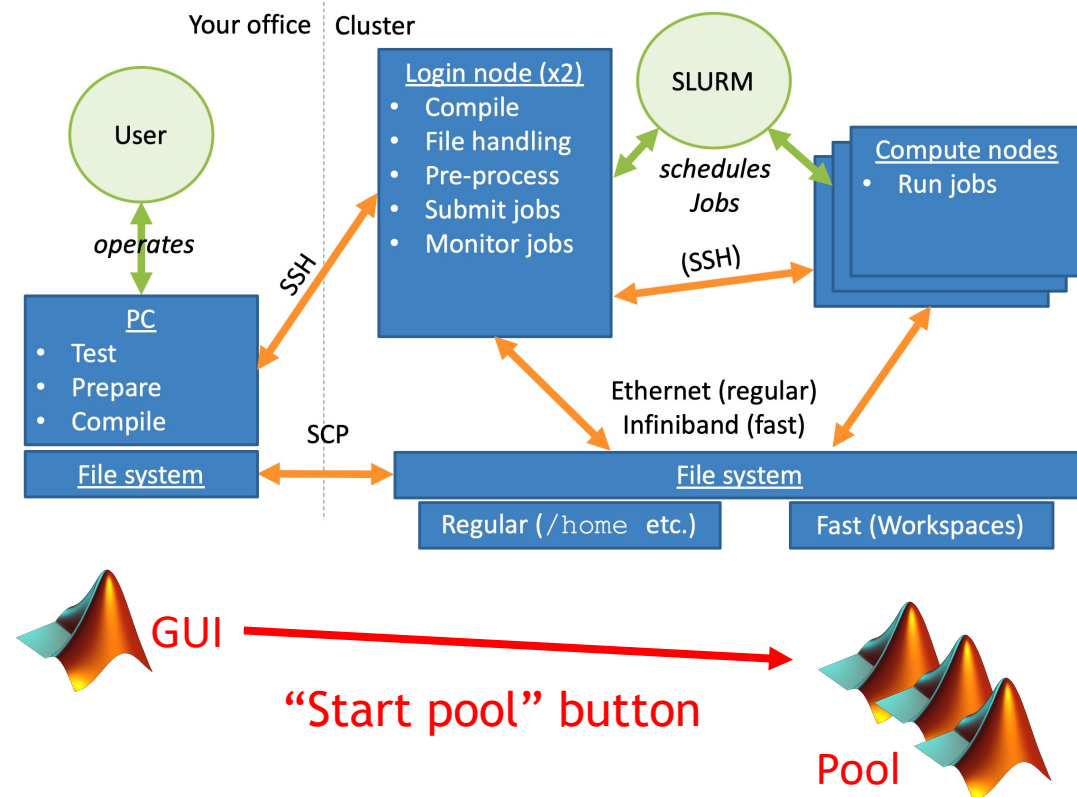 Your office
Cluster
User
operates
PC
• Test
• Prepare
• Compile
File system
SSH
SCP
Login node (x2)
• Compile
• File handling
• Pre-process
• Submit jobs
• Monitor jobs
SLURM
schedules
Jobs
(SSH)
Compute nodes
• Run jobs
Ethernet (regular)
Infiniband (fast)
File system
Regular (/home etc.)
Fast (Workspaces)
GUI
“Start pool” button
Pool